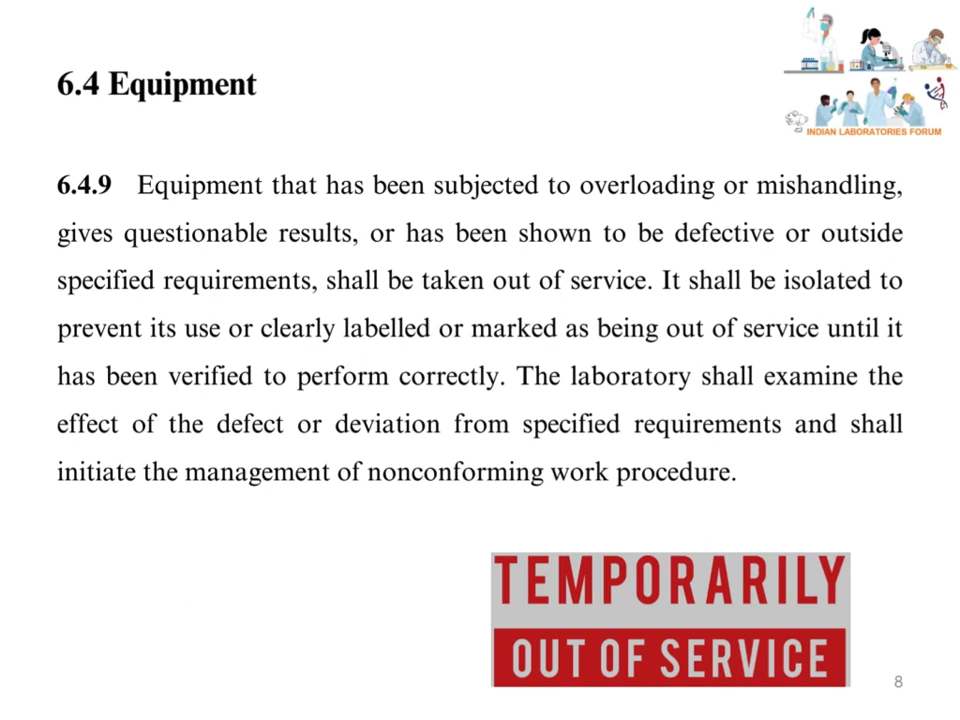 INDIAN LABORATORIES FORUM
6.4 Equipment
6.4.9 Equipment that has been subjected to overloading or mishandling,
gives questionable results, or has been shown to be defective or outside
specified requirements, shall be taken out of service. It shall be isolated to
prevent its use or clearly labelled or marked as being out of service until it
has been verified to perform correctly. The laboratory shall examine the
effect of the defect or deviation from specified requirements and shall
initiate the management of nonconforming work procedure.
TEMPORARILY
OUT OF SERVICE
8